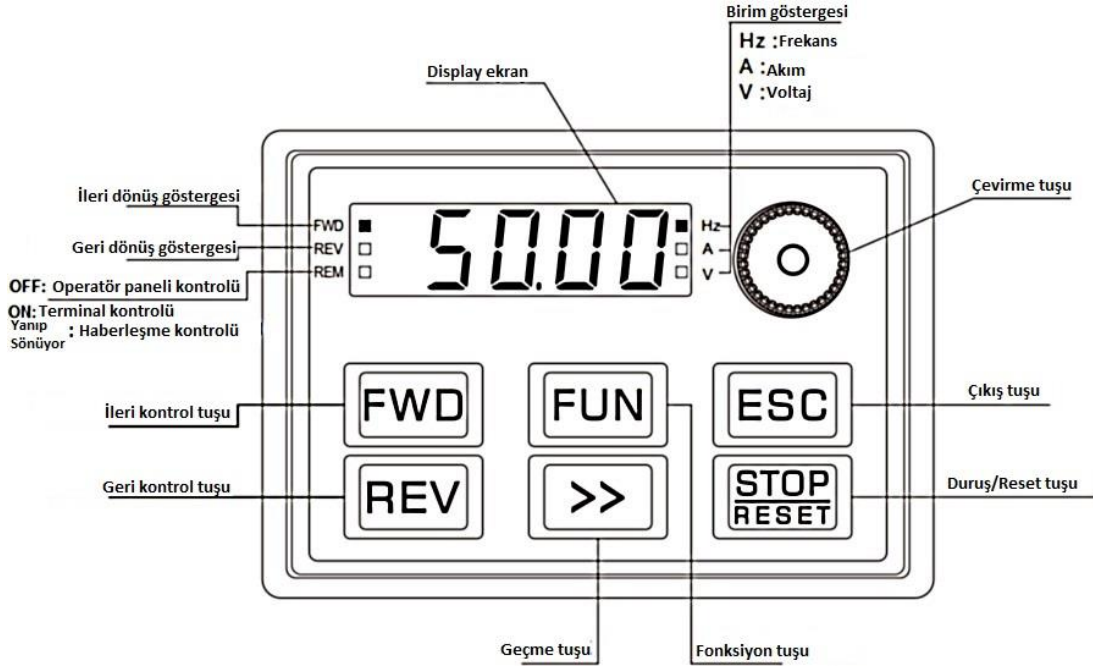 Birim göstergesi
Hz :Frekans
A :Akım
V :Voltaj
Display ekran
Çevirme tuşu
İleri dönüş göstergesi
Geri dönüş göstergesi
OFF: Operatör paneli kontrolü
ON: Terminal kontrolü
Yanıp Sönüyor : Haberleşme kontrolü
FWD
REV
REM
50.00
Hz
A
V
FWD
FUN
ESC
İleri kontrol tuşu
Çıkış tuşu
REV
>>
STOP
RESET
Geri kontrol tuşu
Duruş/Reset tuşu
Geçme tuşu
Fonksiyon tuşu